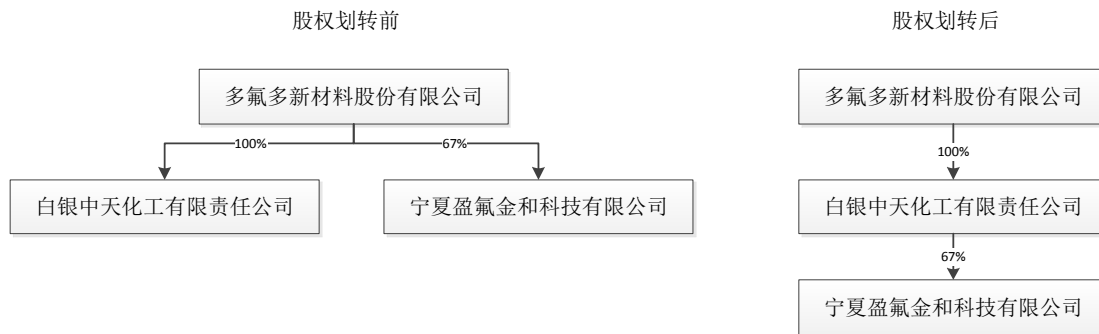 股权划转前
多氟多新材料股份有限公司
100%
67%
白银中天化工有限责任公司
宁夏盈氟金和科技有限公司
股权划转后
多氟多新材料股份有限公司
100%
白银中天化工有限责任公司
67%
宁夏盈氟金和科技有限公司